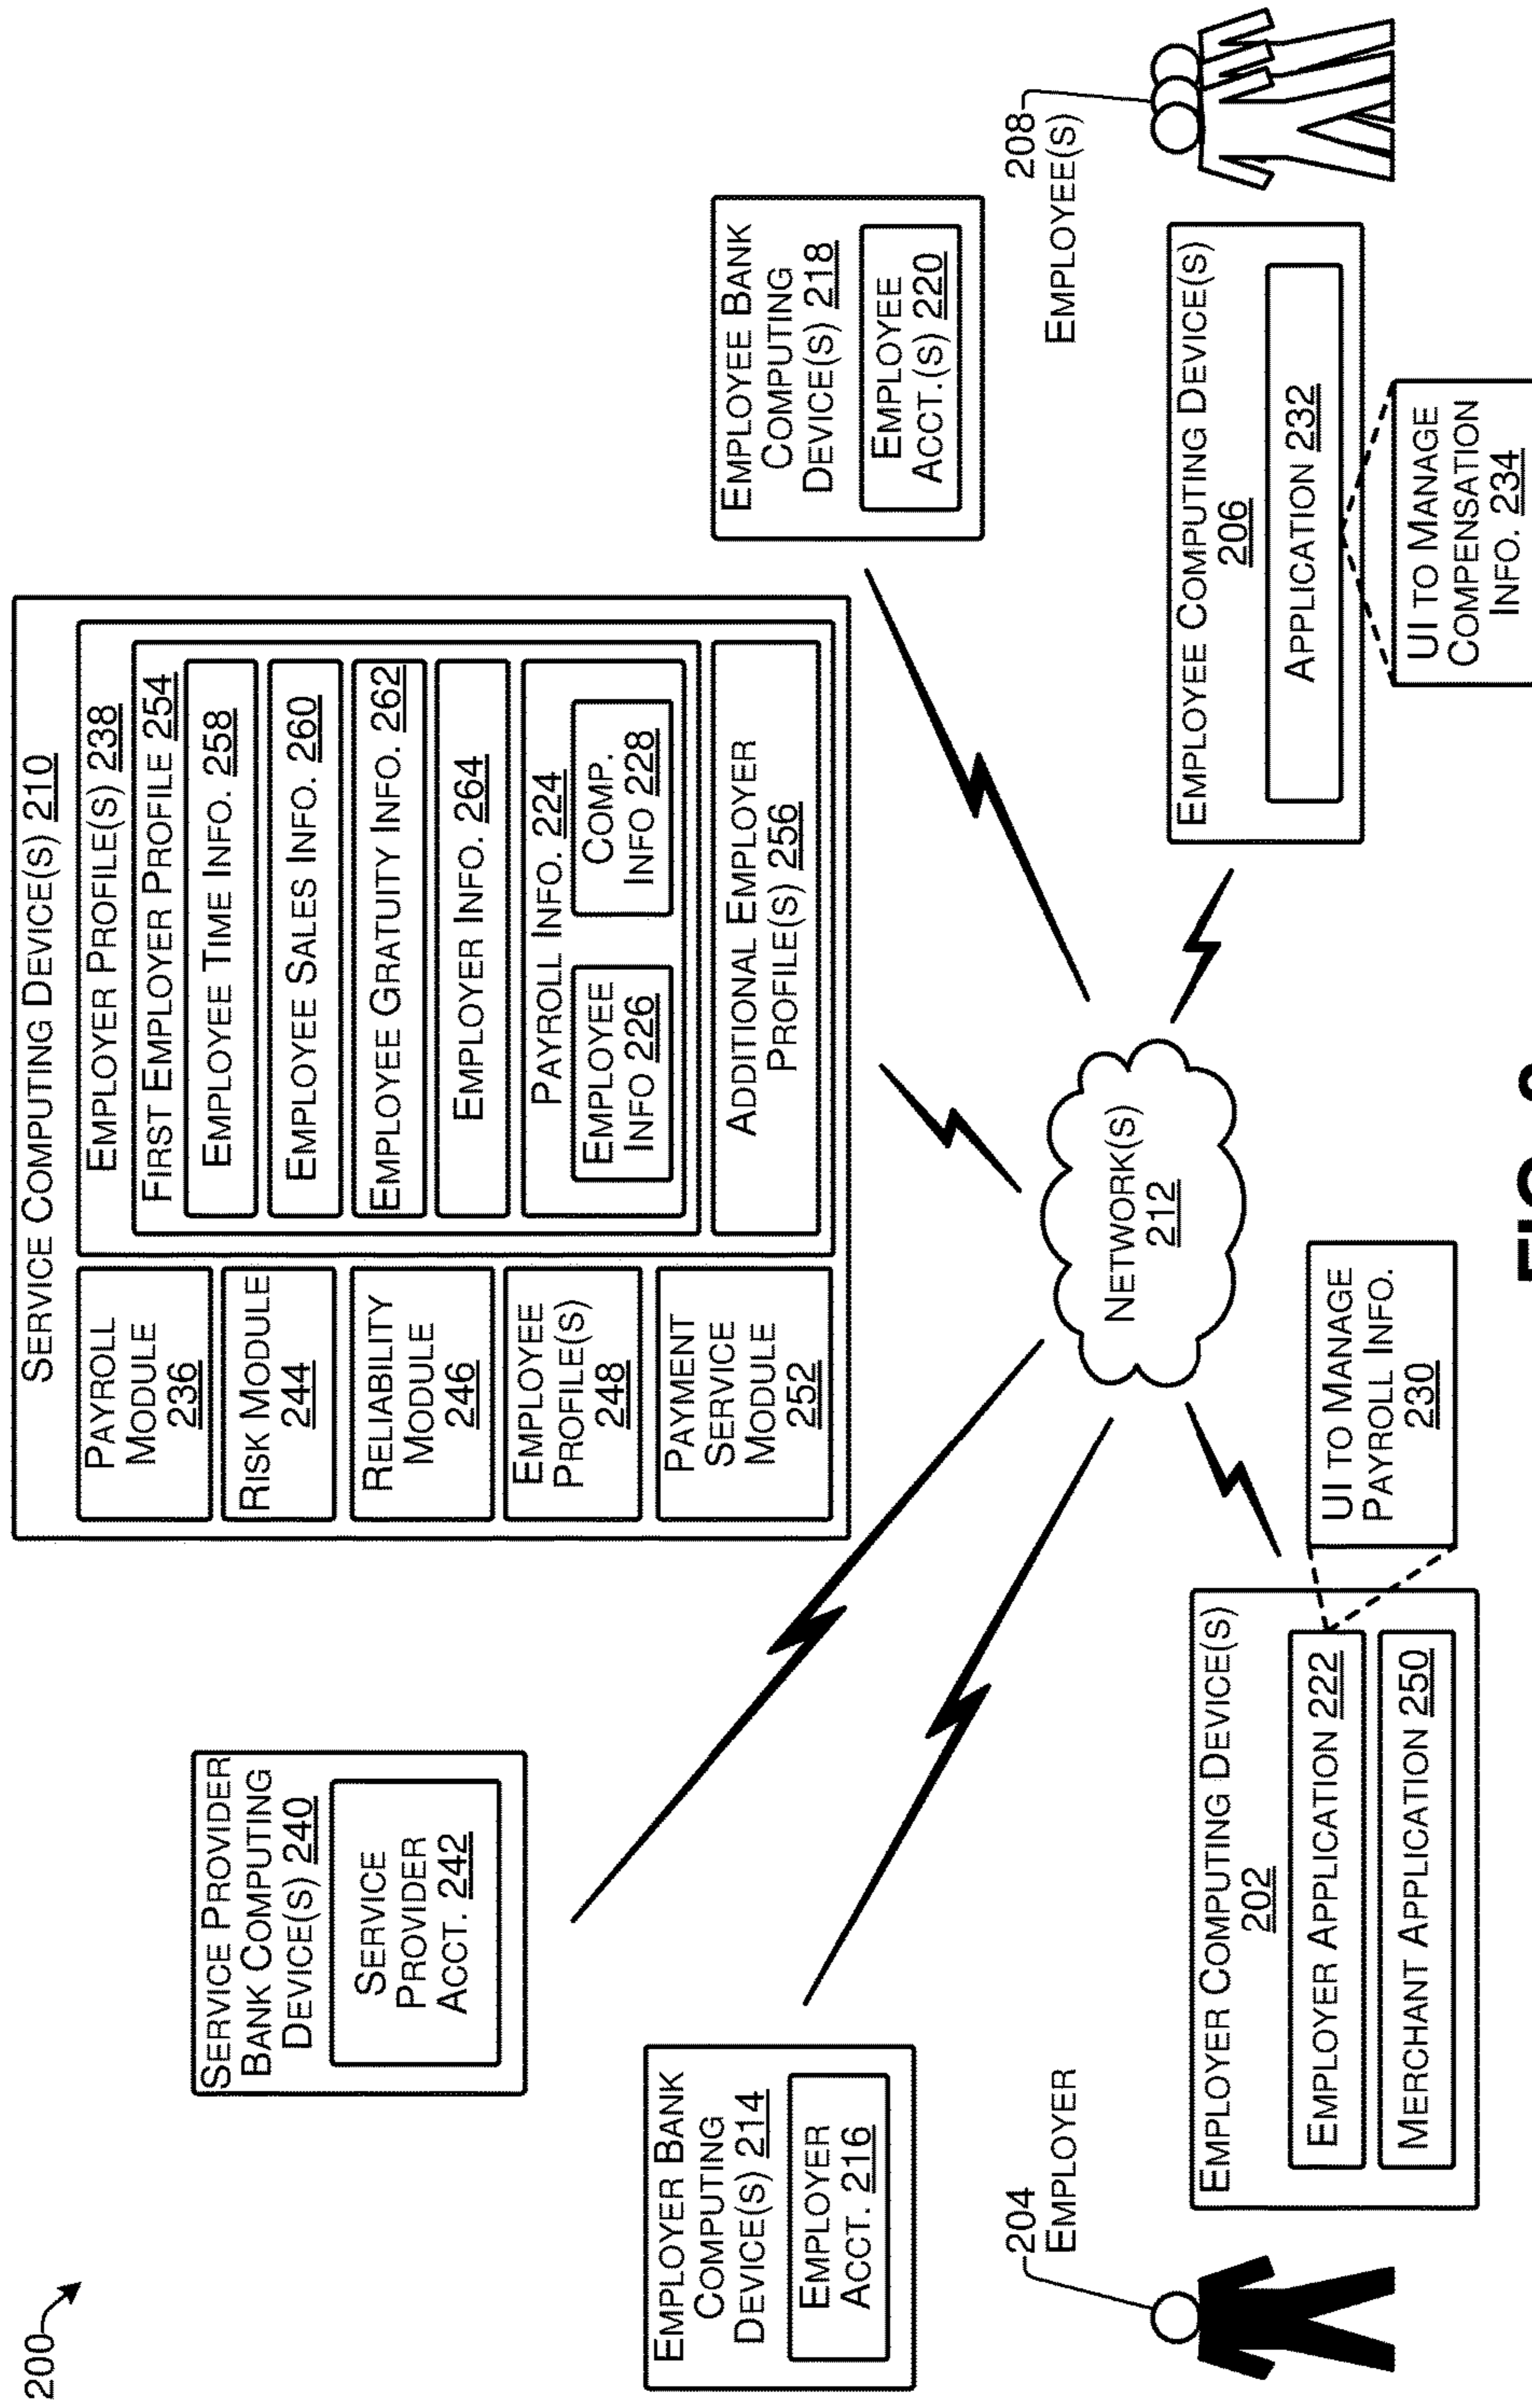 200
SERVICE COMPUTING DEVICE(S) 210
PAYROLL
MODULE
236
RISK MODULE
244
RELIABILITY
MODULE
246
EMPLOYEE
PROFILE(S)
248
PAYMENT
SERVICE
MODULE
252
EMPLOYER PROFILE(S) 238
FIRST EMPLOYER PROFILE 254
EMPLOYEE TIME INFO. 258
EMPLOYEE SALES INFO. 260
EMPLOYEE GRATUITY INFO. 262
EMPLOYER INFO. 264
PAYROLL INFO. 224
EMPLOYEE
INFO 226
COMP.
INFO 228
ADDITIONAL EMPLOYER
PROFILE(S) 256
SERVICE PROVIDER
BANK COMPUTING
DEVICE(S) 240
SERVICE
PROVIDER
ACCT. 242
EMPLOYER BANK
COMPUTING
DEVICE(S) 214
EMPLOYER
ACCT. 216
EMPLOYEE BANK
COMPUTING
DEVICE(S) 218
EMPLOYEE
ACCT.(S) 220
204
EMPLOYER
NETWORK(S)
212
208
EMPLOYEE(S)
EMPLOYER COMPUTING DEVICE(S)
202
EMPLOYER APPLICATION 222
MERCHANT APPLICATION 250
UI TO MANAGE
PAYROLL INFO.
230
EMPLOYEE COMPUTING DEVICE(S)
206
APPLICATION 232
UI TO MANAGE
COMPENSATION
INFO. 234